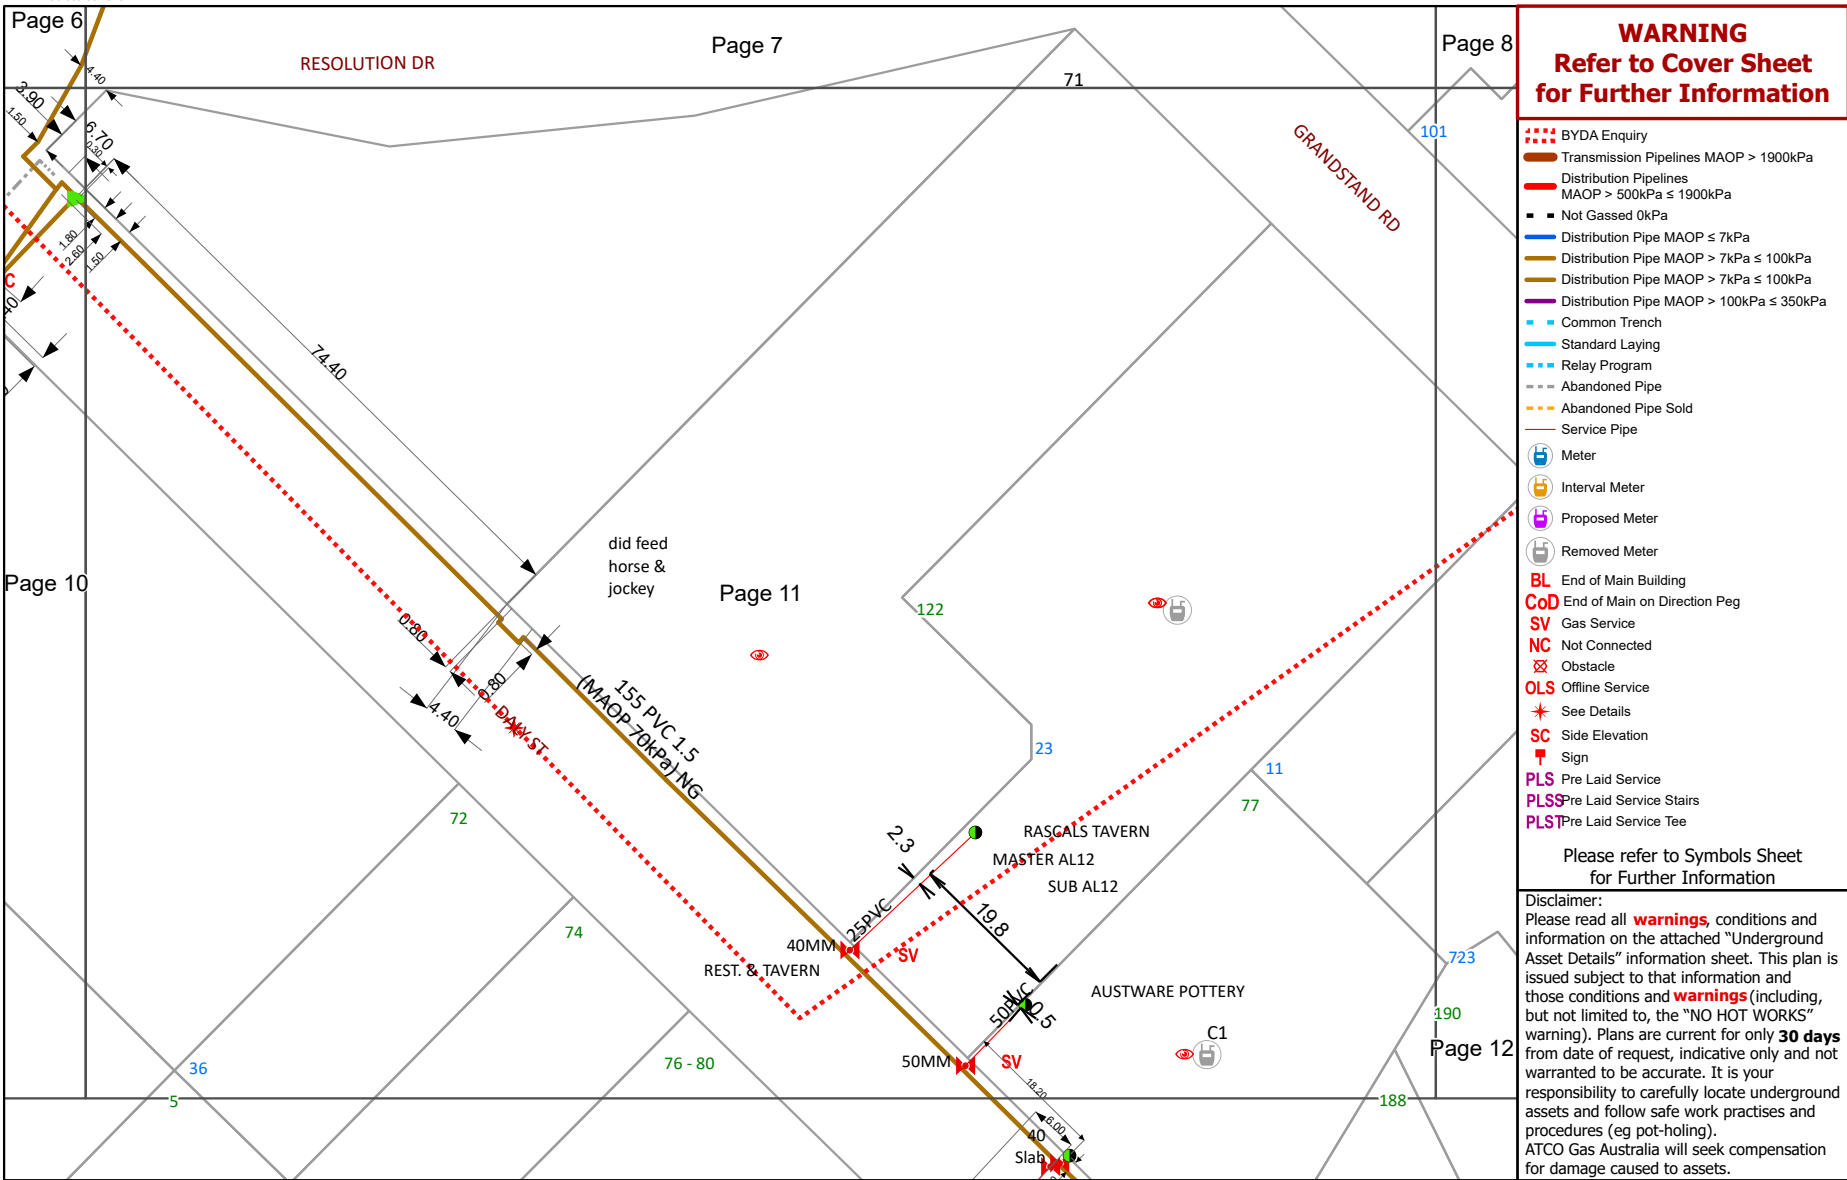 Page 6
Page 7
Page 8
RESOLUTION DR
71
GRANDSTAND RD
101
4.40
3.90
1.50
6.70
0.30
1.80
2.60
1.50
C
74.40
Page 10
did feed
horse &
jockey
Page 11
122
0.80
0.80
4.40
DALY ST
155 PVC 1.5
(MAOP 70kPa) NG
23
11
77
72
74
RASCALS TAVERN
MASTER AL12
SUB AL12
2.3
19.8
25PVC
40MM
SV
REST. & TAVERN
723
AUSTWARE POTTERY
50PVC
0.5
C1
190
Page 12
50MM
SV
76 - 80
36
5
18.20
188
6.00
40
Slab
WARNING
Refer to Cover Sheet
for Further Information
BYDA Enquiry
Transmission Pipelines MAOP > 1900kPa
Distribution Pipelines
MAOP > 500kPa ≤ 1900kPa
Not Gassed 0kPa
Distribution Pipe MAOP ≤ 7kPa
Distribution Pipe MAOP > 7kPa ≤ 100kPa
Distribution Pipe MAOP > 7kPa ≤ 100kPa
Distribution Pipe MAOP > 100kPa ≤ 350kPa
Common Trench
Standard Laying
Relay Program
Abandoned Pipe
Abandoned Pipe Sold
Service Pipe
Meter
Interval Meter
Proposed Meter
Removed Meter
BL End of Main Building
CoD End of Main on Direction Peg
SV Gas Service
NC Not Connected
Obstacle
OLS Offline Service
See Details
SC Side Elevation
Sign
PLS Pre Laid Service
PLSS Pre Laid Service Stairs
PLST Pre Laid Service Tee
Please refer to Symbols Sheet
for Further Information
Disclaimer:
Please read all warnings, conditions and
information on the attached “Underground
Asset Details” information sheet. This plan is
issued subject to that information and
those conditions and warnings (including,
but not limited to, the “NO HOT WORKS”
warning). Plans are current for only 30 days
from date of request, indicative only and not
warranted to be accurate. It is your
responsibility to carefully locate underground
assets and follow safe work practises and
procedures (eg pot-holing).
ATCO Gas Australia will seek compensation
for damage caused to assets.